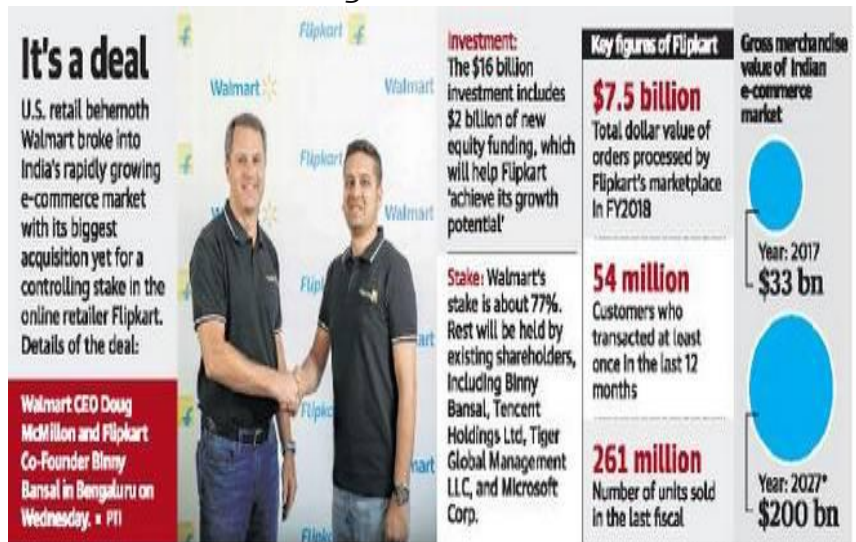 It's a deal
U.S. retail behemoth
Walmart broke into
India's rapidly growing
e-commerce market
with its biggest
acquisition yet for a
controlling stake in the
online retailer Flipkart.
Details of the deal:
Walmart CEO Doug
McMillon and Flipkart
Co-Founder Binny
Bansal in Bengaluru on
Wednesday. ▪ PTI
Flipkart
Walmart
Walmart
Flipkart
Walmart
Flipk
art
Flipka
mart
Flipka
Investment:
The $16 billion
investment includes
$2 billion of new
equity funding, which
will help Flipkart
'achieve its growth
potential'
Stake: Walmart's
stake is about 77%.
Rest will be held by
existing shareholders,
including Binny
Bansal, Tencent
Holdings Ltd, Tiger
Global Management
LLC, and Microsoft
Corp.
Key figures of Flipkart
$7.5 billion
Total dollar value of
orders processed by
Flipkart's marketplace
in FY2018
54 million
Customers who
transacted at least
once in the last 12
months
261 million
Number of units sold
in the last fiscal
Gross merchandise
value of Indian
e-commerce
market
Year: 2017
$33 bn
Year: 2027*
$200 bn